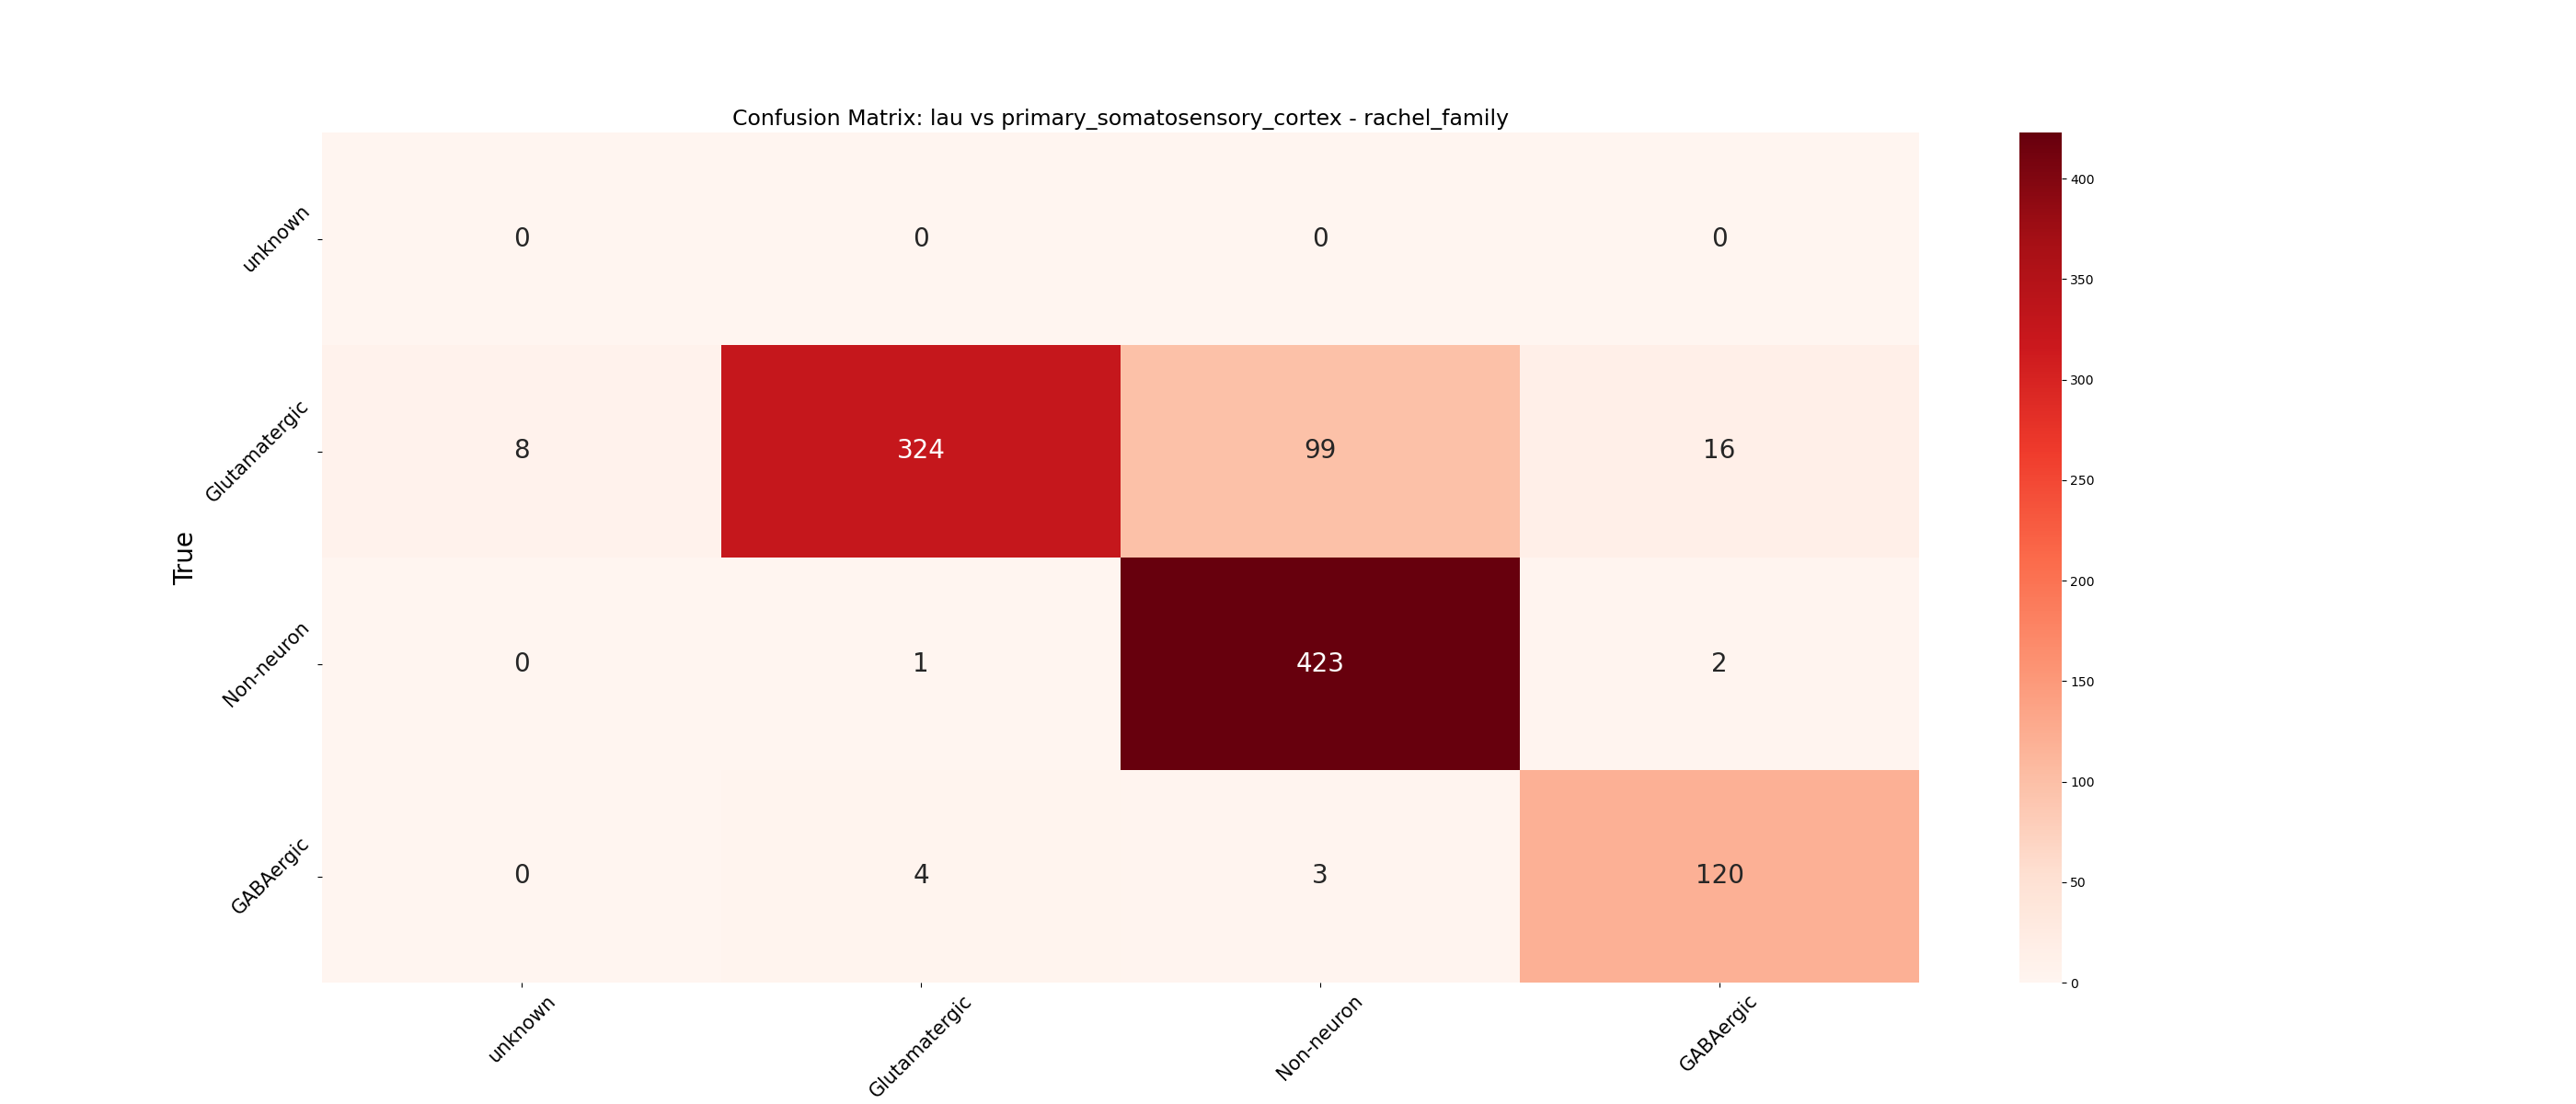 Confusion Matrix: lau vs primary_somatosensory_cortex - rachel_family
True
unknown 0 0 0 0
Glutamatergic 8 324 99 16
Non-neuron 0 1 423 2
GABAergic 0 4 3 120
unknown Glutamatergic Non-neuron GABAergic
400
350
300
250
200
150
100
50
0